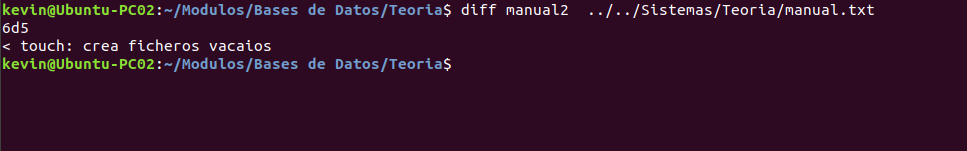 kevin@Ubuntu-PC02:~/Modulos/Bases de Datos/Teoria$ diff manual2  ../../Sistemas/Teoria/manual.txt
6d5
< touch: crea ficheros vacaios
kevin@Ubuntu-PC02:~/Modulos/Bases de Datos/Teoria$